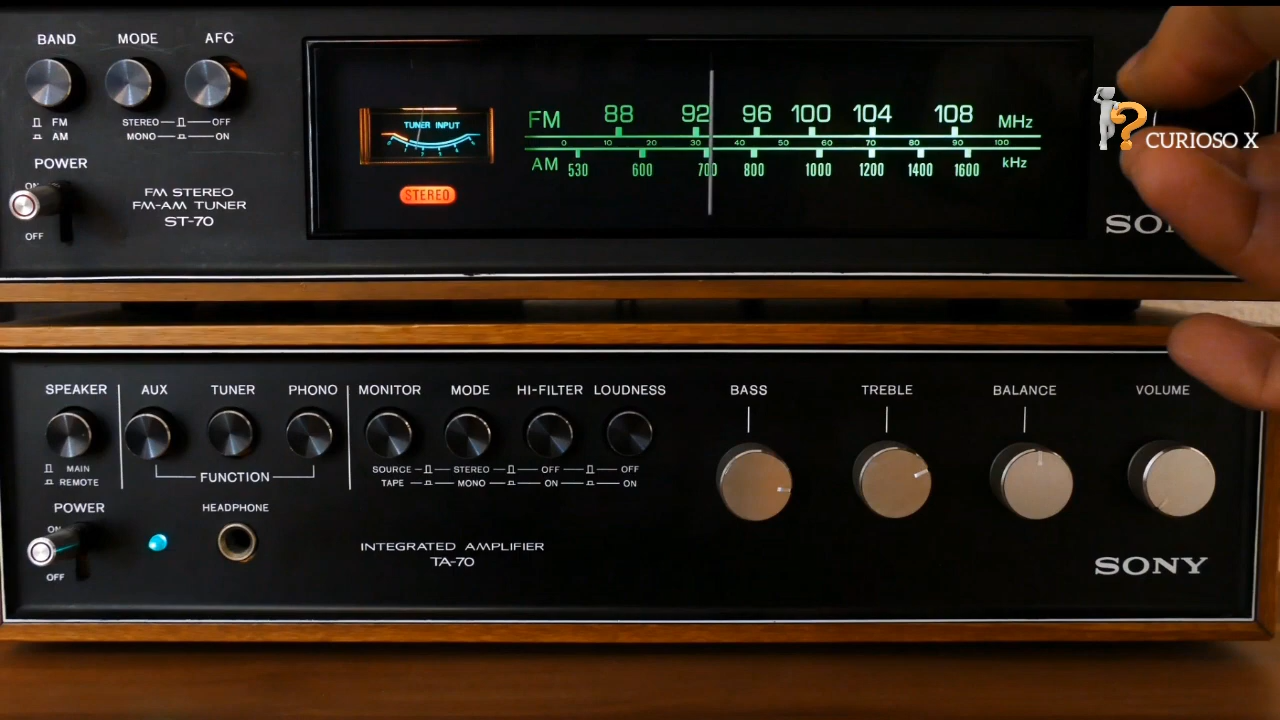 BAND MODE AFC
FM
AM
STEREO OFF
MONO ON
POWER
ON
OFF
FM STEREO
FM-AM TUNER
ST-70
TUNER INPUT
STEREO
FM 88 92 96 100 104 108 MHz
0 10 20 30 40 50 60 70 80 90 100
AM 530 600 700 800 1000 1200 1400 1600 kHz
? CURIOSO X
SPEAKER AUX TUNER PHONO MONITOR MODE HI-FILTER LOUDNESS BASS TREBLE BALANCE VOLUME
MAIN
REMOTE
FUNCTION
SOURCE STEREO OFF OFF
TAPE MONO ON ON
POWER
ON
OFF
HEADPHONE
INTEGRATED AMPLIFIER
TA-70
SONY